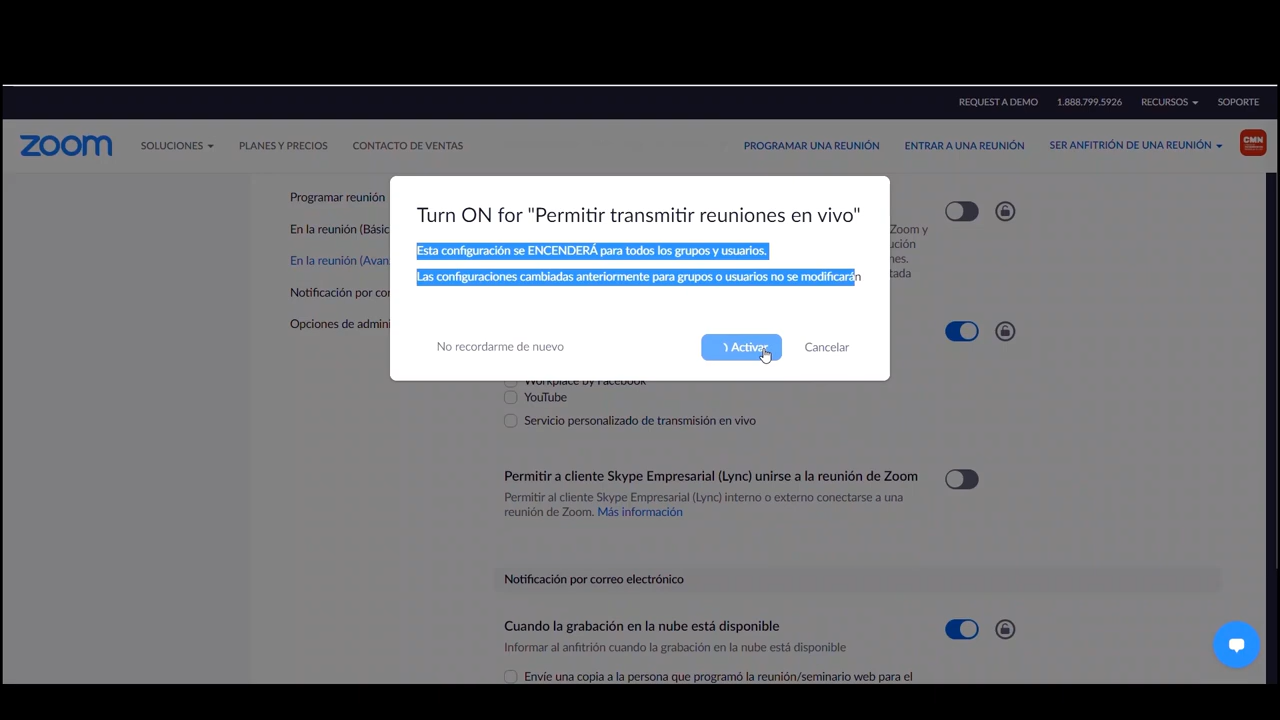 REQUEST A DEMO 1.888.799.5926 RECURSOS SOPORTE
zoom SOLUCIONES PLANES Y PRECIOS CONTACTO DE VENTAS PROGRAMAR UNA REUNIÓN ENTRAR A UNA REUNIÓN SER ANFITRIÓN DE UNA REUNIÓN CMN
Programar reunión
En la reunión (Básic
En la reunión (Avan
Notificación por cor
Opciones de admini
Turn ON for "Permitir transmitir reuniones en vivo"
Esta configuración se ENCENDERÁ para todos los grupos y usuarios.
Las configuraciones cambiadas anteriormente para grupos o usuarios no se modificarán
No recordarme de nuevo Activar Cancelar
Zoom y
ución
nes.
tada
Workplace by Facebook
YouTube
Servicio personalizado de transmisión en vivo
Permitir a cliente Skype Empresarial (Lync) unirse a la reunión de Zoom
Permitir al cliente Skype Empresarial (Lync) interno o externo conectarse a una
reunión de Zoom. Más información
Notificación por correo electrónico
Cuando la grabación en la nube está disponible
Informar al anfitrión cuando la grabación en la nube está disponible
Envíe una copia a la persona que programó la reunión/seminario web para el